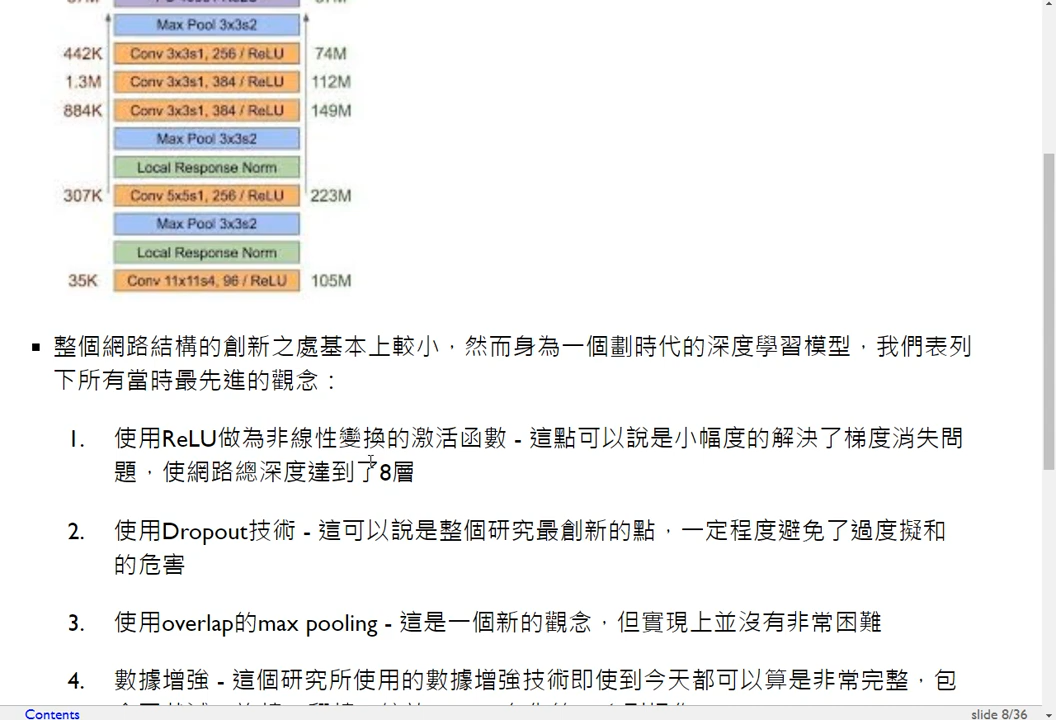 Max Pool 3x3s2
442K Conv 3x3s1, 256 / ReLU 74M
1.3M Conv 3x3s1, 384 / ReLU 112M
884K Conv 3x3s1, 384 / ReLU 149M
Max Pool 3x3s2
Local Response Norm
307K Conv 5x5s1, 256 / ReLU 223M
Max Pool 3x3s2
Local Response Norm
35K Conv 11x11s4, 96 / ReLU 105M
▪ 整個網路結構的創新之處基本上較小，然而身為一個劃時代的深度學習模型，我們表列
下所有當時最先進的觀念：
1. 使用ReLU做為非線性變換的激活函數 - 這點可以說是小幅度的解決了梯度消失問
題，使網路總深度達到了8層
2. 使用Dropout技術 - 這可以說是整個研究最創新的點，一定程度避免了過度擬和
的危害
3. 使用overlap的max pooling - 這是一個新的觀念，但實現上並沒有非常困難
4. 數據增強 - 這個研究所使用的數據增強技術即使到今天都可以算是非常完整，包
Contents slide 8/36